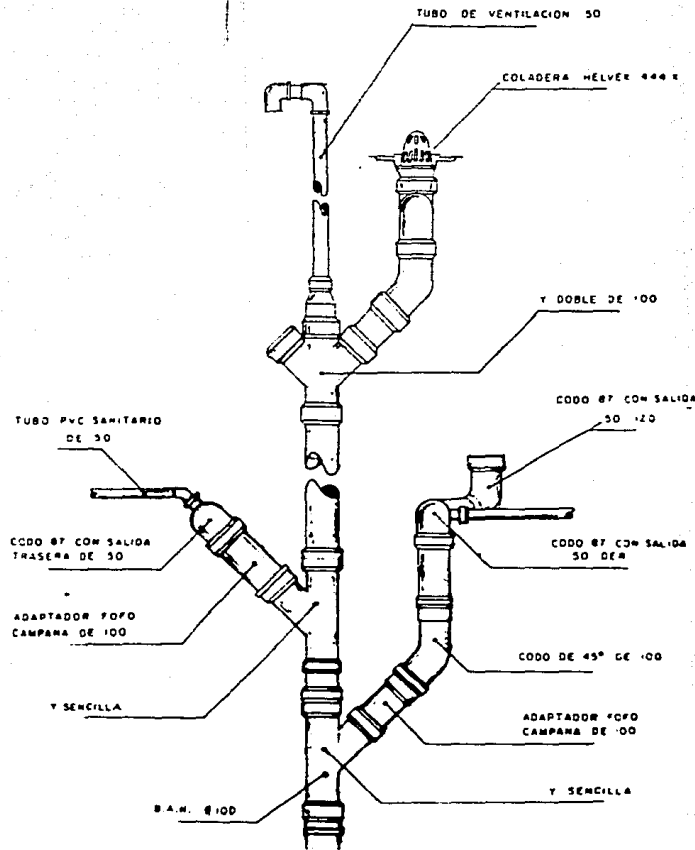 TUBO DE VENTILACION 50
COLADERA HELVEX 444 X
Y DOBLE DE 100
CODO 87 CON SALIDA
50 IZQ
TUBO PVC SANITARIO
DE 50
CODO 87 CON SALIDA
TRASERA DE 50
CODO 87 CON SALIDA
50 DER
ADAPTADOR FOFO
CAMPANA DE 100
CODO DE 45° DE 100
Y SENCILLA
ADAPTADOR FOFO
CAMPANA DE 100
Y SENCILLA
B.A.N. Ø100